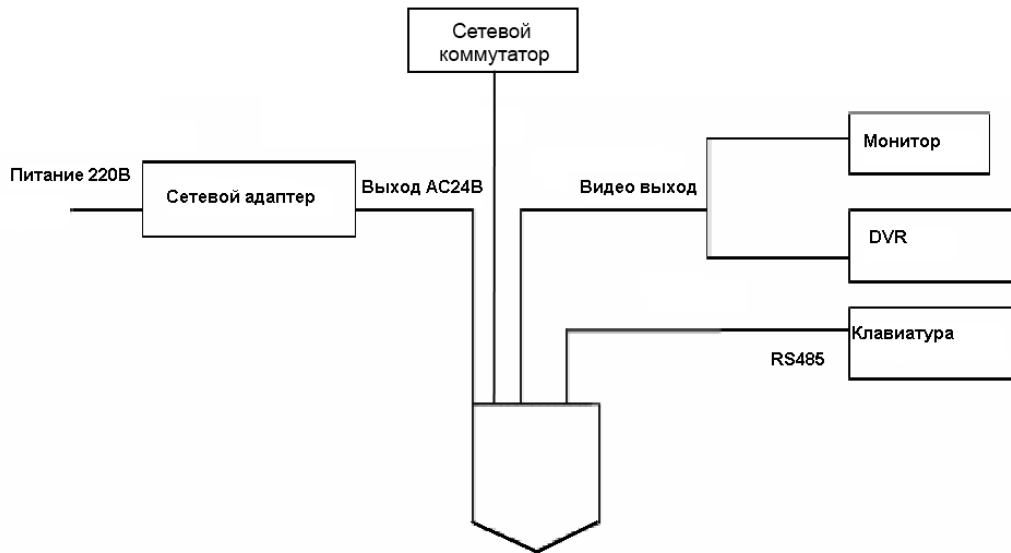 Сетевой
коммутатор
Монитор
Питание 220В
Сетевой адаптер
Выход AC24В
Видео выход
DVR
Клавиатура
RS485